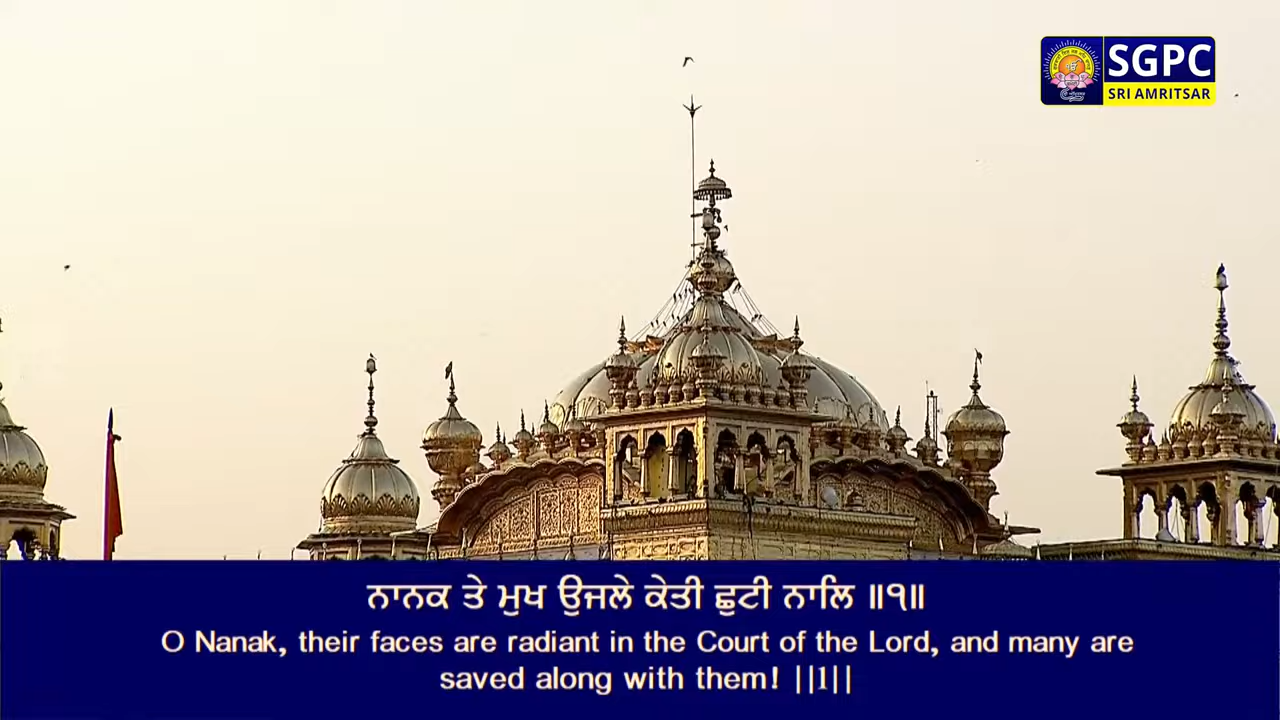 SGPC
SRI AMRITSAR
ਨਾਨਕ ਤੇ ਮੁਖ ਉਜਲੇ ਕੇਤੀ ਛੁਟੀ ਨਾਲਿ ॥੧॥
O Nanak, their faces are radiant in the Court of the Lord, and many are
saved along with them! ||1||